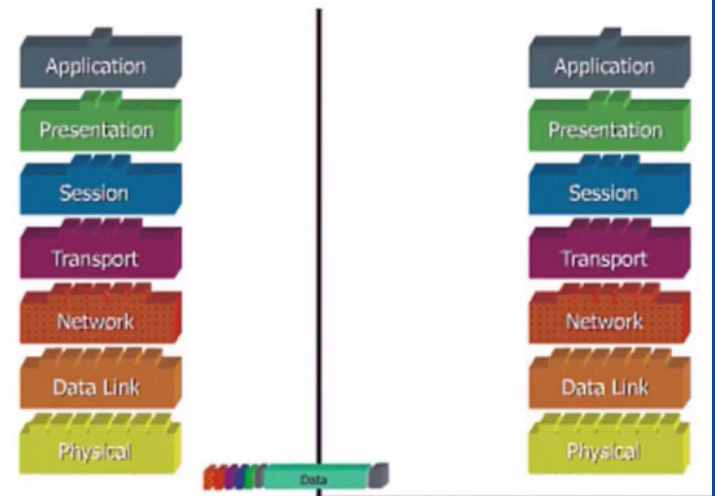 Application
Presentation
Session
Transport
Network
Data Link
Physical
Application
Presentation
Session
Transport
Network
Data Link
Physical
Data